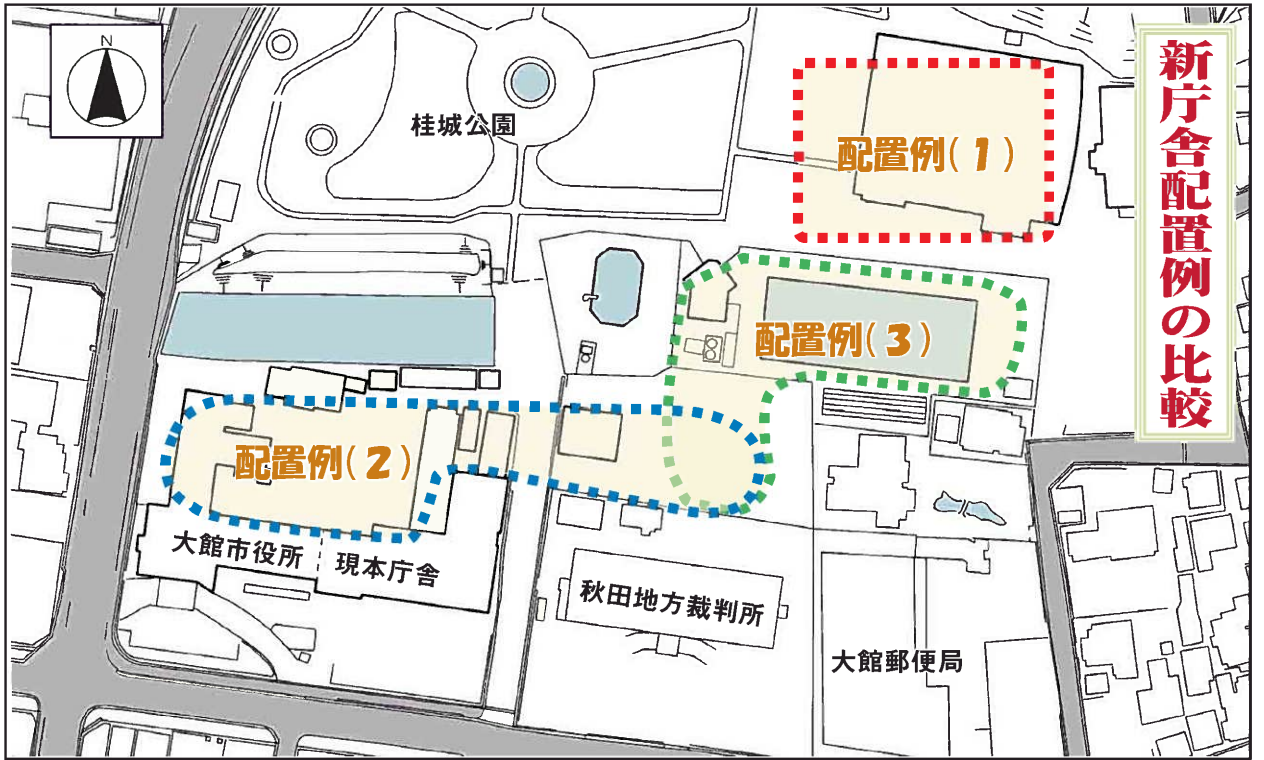 新庁舎配置例の比較
N
桂城公園
配置例(1)
配置例(3)
配置例(2)
大館市役所 現本庁舎
秋田地方裁判所
大館郵便局